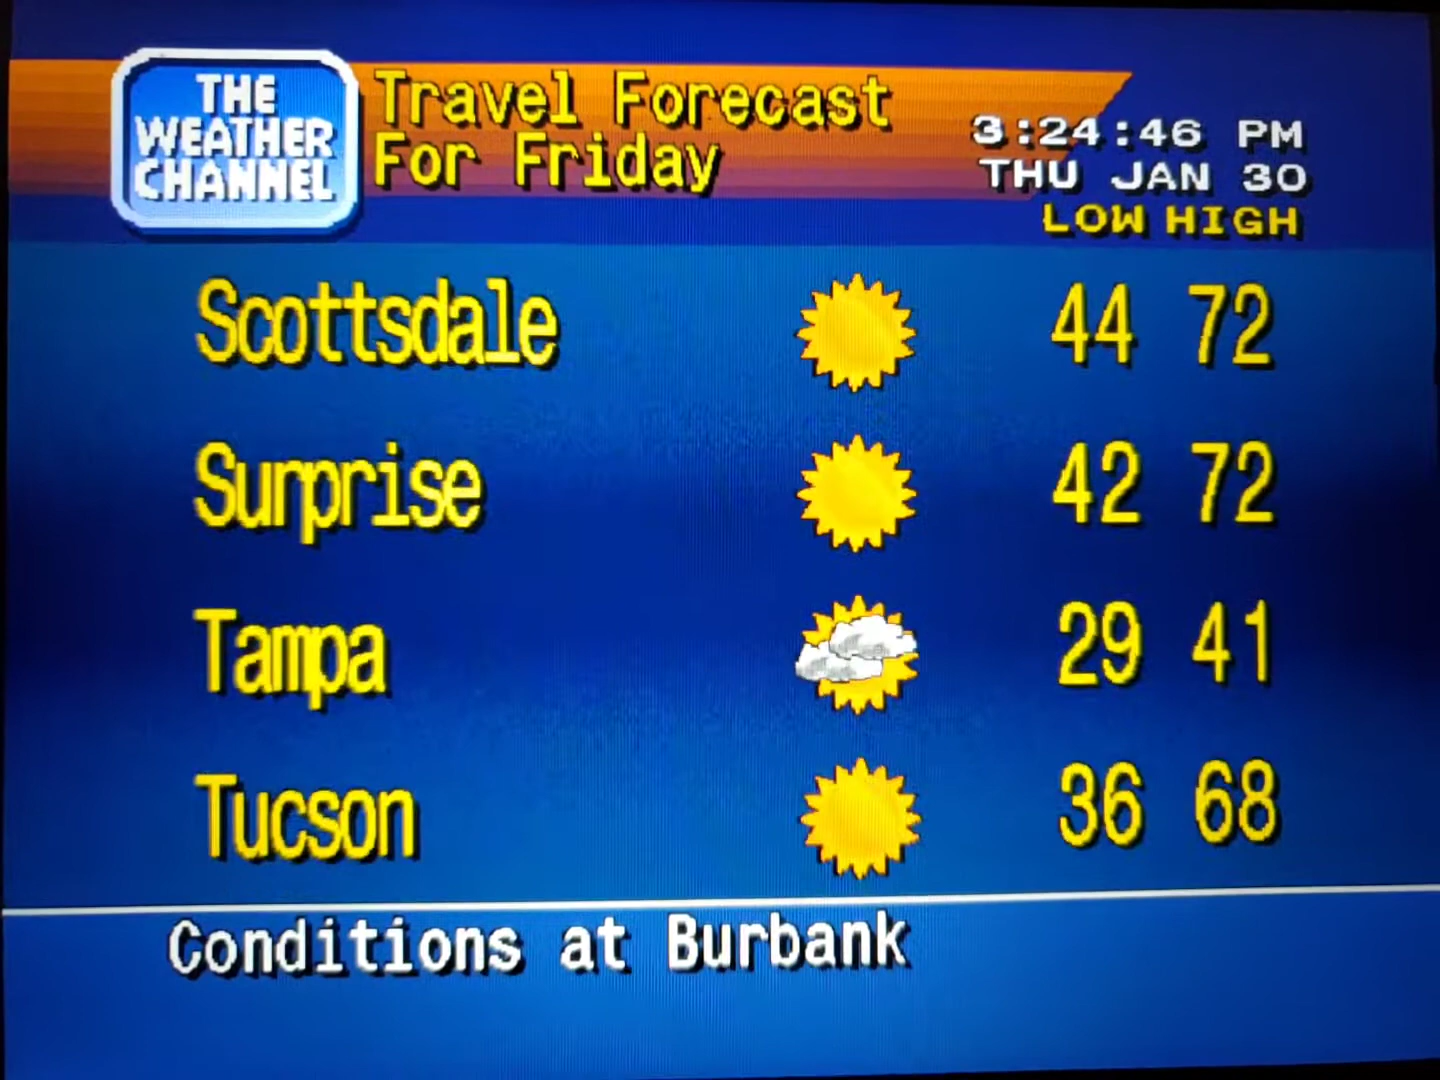 THE
WEATHER
CHANNEL
Travel Forecast
For Friday
3:24:46 PM
THU JAN 30
LOW HIGH
Scottsdale 44 72
Surprise 42 72
Tampa 29 41
Tucson 36 68
Conditions at Burbank